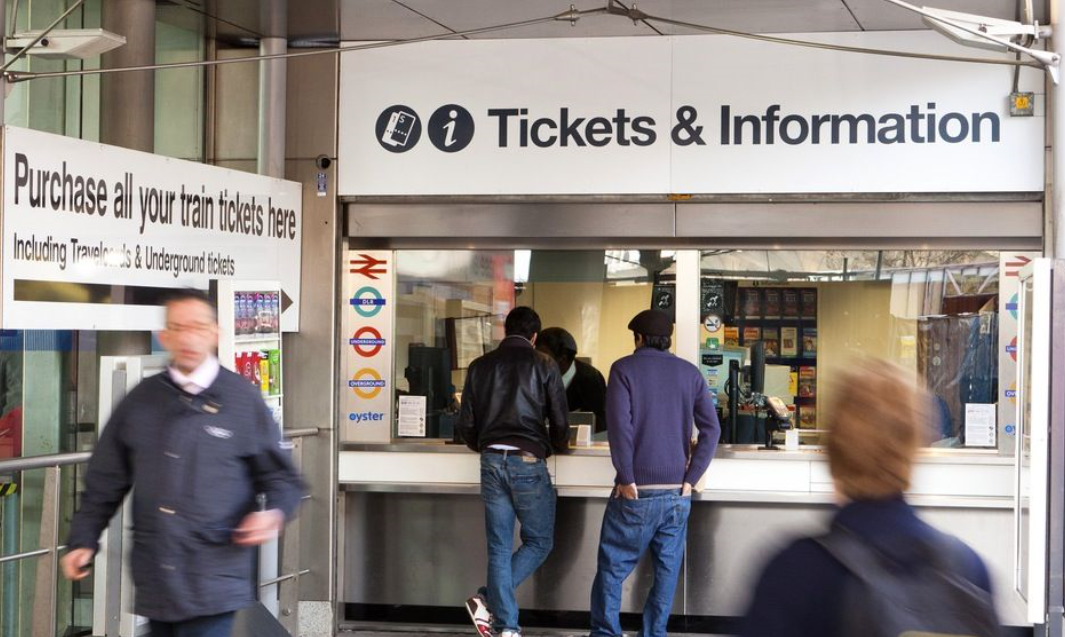 Tickets & Information
Purchase all your train tickets here
Including Travelcards & Underground tickets
DLR
UNDERGROUND
OVERGROUND
oyster